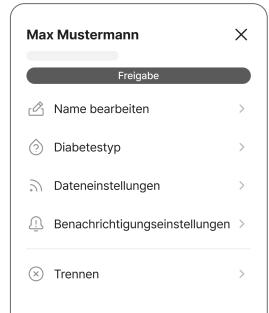 Max Mustermann
Freigabe
Name bearbeiten
Diabetestyp
Dateneinstellungen
Benachrichtigungseinstellungen
Trennen